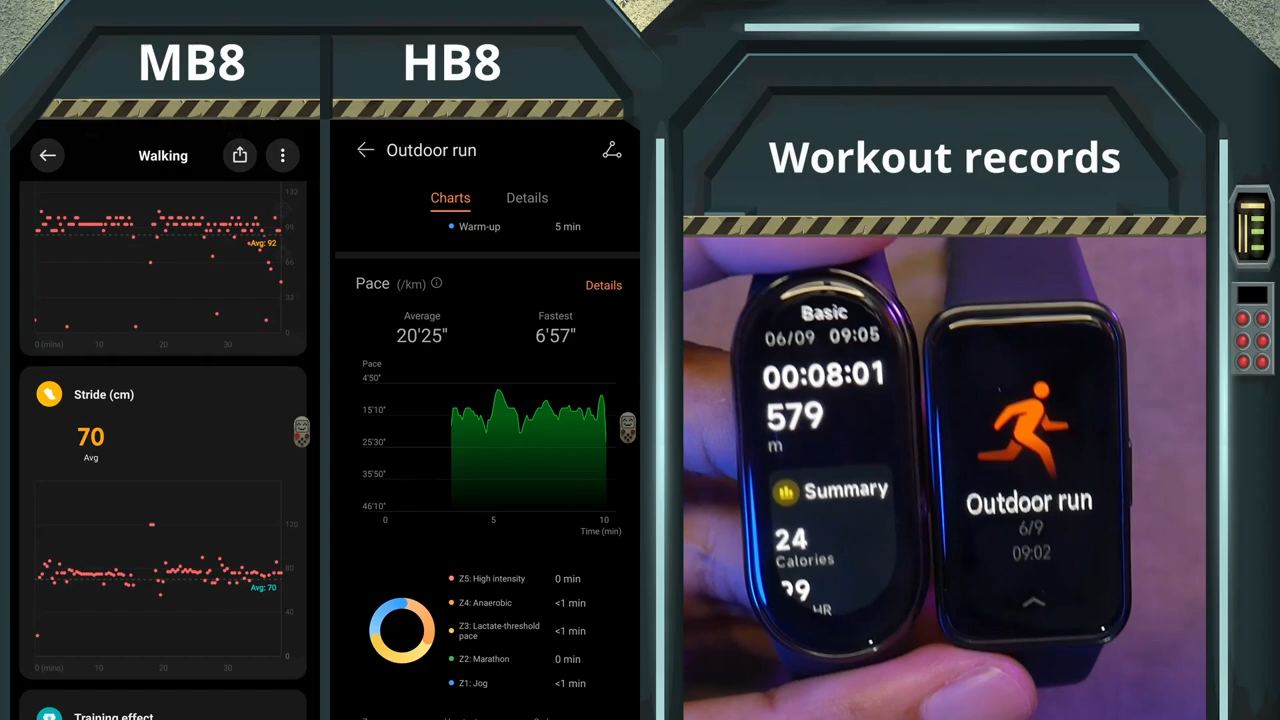 MB8
Walking
132
98
Avg: 92
66
33
0
0 (mins)
10
20
30
Stride (cm)
70
Avg
120
80
Avg: 70
40
0
0 (mins)
10
20
30
Training effect
HB8
Outdoor run
Charts
Details
Warm-up
5 min
Pace (/km)
Details
Average
Fastest
20'25"
6'57"
Pace
4'50"
15'10"
25'30"
35'50"
46'10"
0
5
10
Time (min)
Z5: High intensity
0 min
Z4: Anaerobic
<1 min
Z3: Lactate-threshold
pace
<1 min
Z2: Marathon
0 min
Z1: Jog
<1 min
Workout records
Basic
06/09 09:05
00:08:01
579
m
Summary
24
Calories
HR
Outdoor run
6/9
09:02